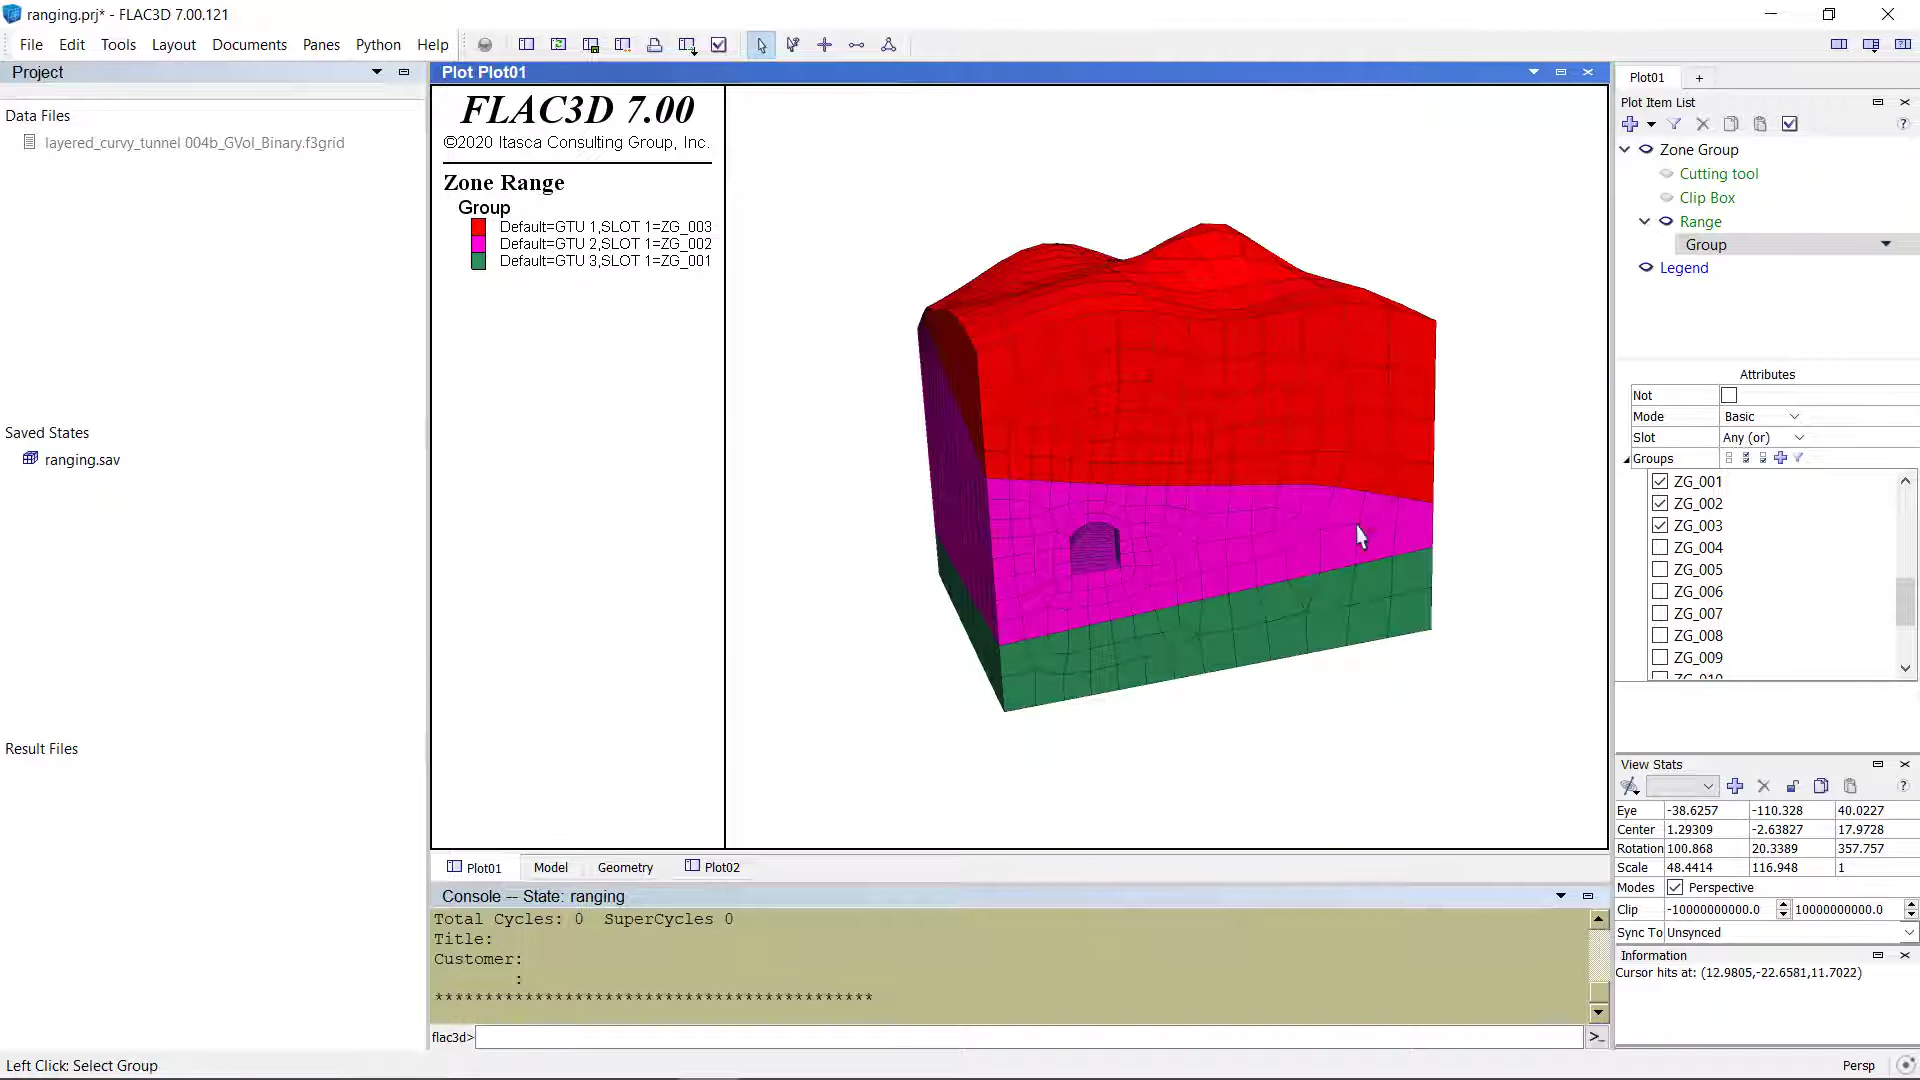 ranging.prj* - FLAC3D 7.00.121
File Edit Tools Layout Documents Panes Python Help
Project
Data Files
layered_curvy_tunnel 004b_GVol_Binary.f3grid
Saved States
ranging.sav
Result Files
Plot Plot01
FLAC3D 7.00
©2020 Itasca Consulting Group, Inc.
Zone Range
Group
Default=GTU 1,SLOT 1=ZG_003
Default=GTU 2,SLOT 1=ZG_002
Default=GTU 3,SLOT 1=ZG_001
Plot01 Model Geometry Plot02
Console -- State: ranging
Total Cycles: 0 SuperCycles 0
Title:
Customer:
:
*******************************************
flac3d>
Plot01 +
Plot Item List
Zone Group
Cutting tool
Clip Box
Range
Group
Legend
Attributes
Not
Mode Basic
Slot Any (or)
Groups
ZG_001
ZG_002
ZG_003
ZG_004
ZG_005
ZG_006
ZG_007
ZG_008
ZG_009
View Stats
Eye -38.6257 -110.328 40.0227
Center 1.29309 -2.63827 17.9728
Rotation 100.868 20.3389 357.757
Scale 48.4414 116.948 1
Modes Perspective
Clip -10000000000.0 10000000000.0
Sync To Unsynced
Information
Cursor hits at: (12.9805,-22.6581,11.7022)
Left Click: Select Group
Persp